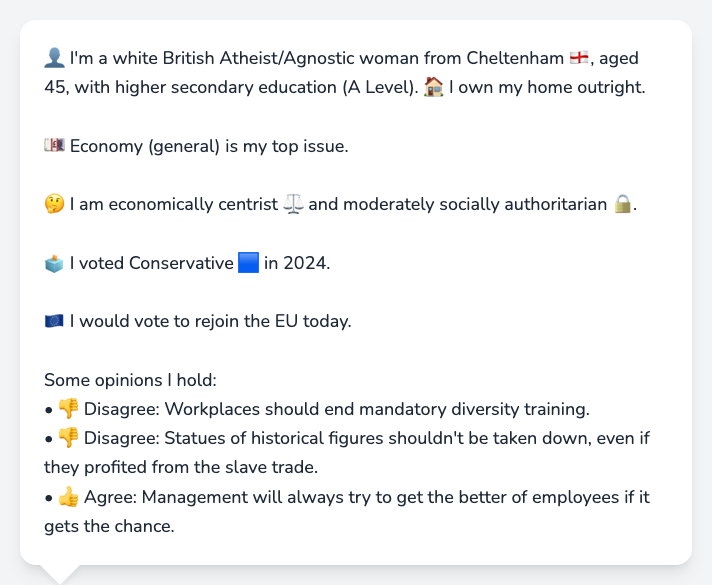 👤 I'm a white British Atheist/Agnostic woman from Cheltenham 🏴󠁧󠁢󠁥󠁮󠁧󠁿, aged
45, with higher secondary education (A Level). 🏠 I own my home outright.
💷 Economy (general) is my top issue.
🤔 I am economically centrist ⚖️ and moderately socially authoritarian 🔒.
🗳️ I voted Conservative 🟦 in 2024.
🇪🇺 I would vote to rejoin the EU today.
Some opinions I hold:
• 👎 Disagree: Workplaces should end mandatory diversity training.
• 👎 Disagree: Statues of historical figures shouldn't be taken down, even if
they profited from the slave trade.
• 👍 Agree: Management will always try to get the better of employees if it
gets the chance.